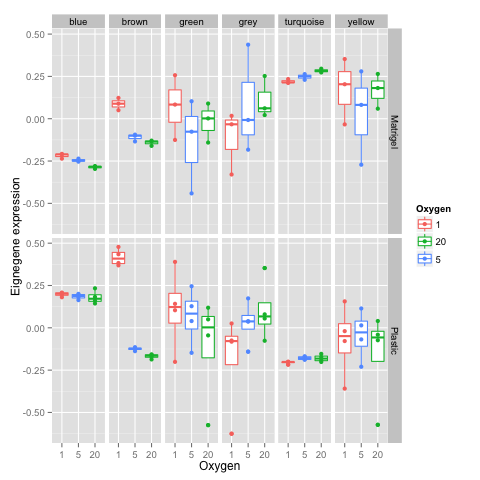 blue brown green grey turquoise yellow
0.50
0.25
0.00
-0.25
-0.50
Matrigel
0.50
0.25
0.00
-0.25
-0.50
Plastic
Eignegene expression
1 5 20 1 5 20 1 5 20 1 5 20 1 5 20 1 5 20
Oxygen
Oxygen
1
20
5